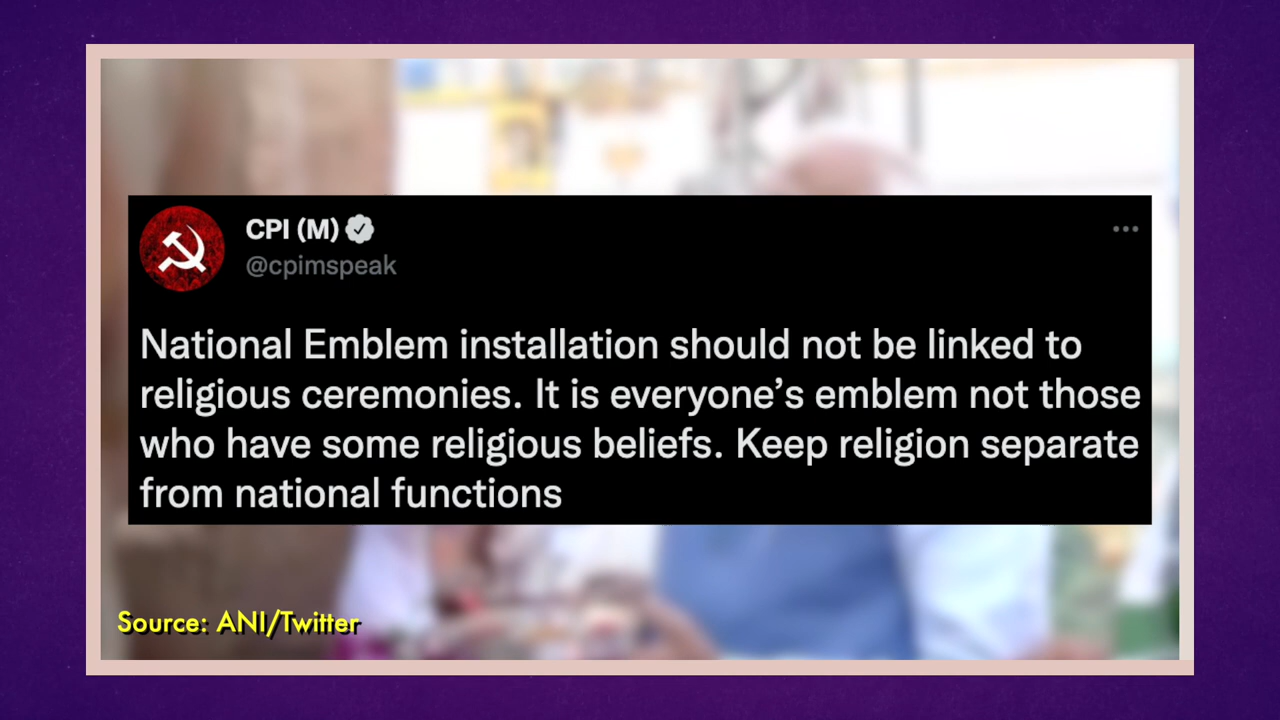 CPI (M)
@cpimspeak
National Emblem installation should not be linked to
religious ceremonies. It is everyone’s emblem not those
who have some religious beliefs. Keep religion separate
from national functions
Source: ANI/Twitter